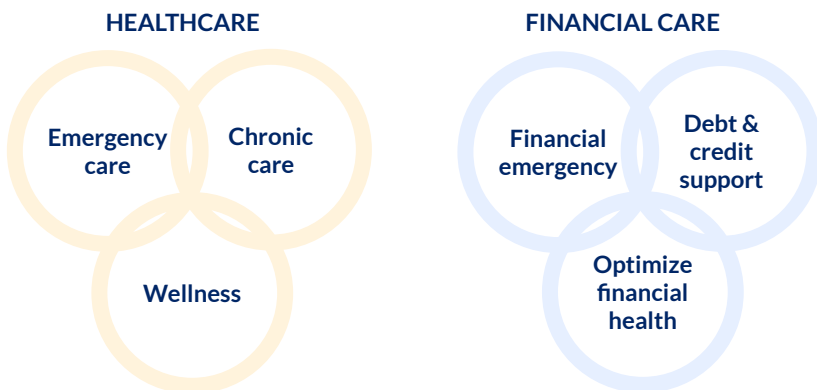 HEALTHCARE
Emergency
care
Chronic
care
Wellness
FINANCIAL CARE
Financial
emergency
Debt &
credit
support
Optimize
financial
health